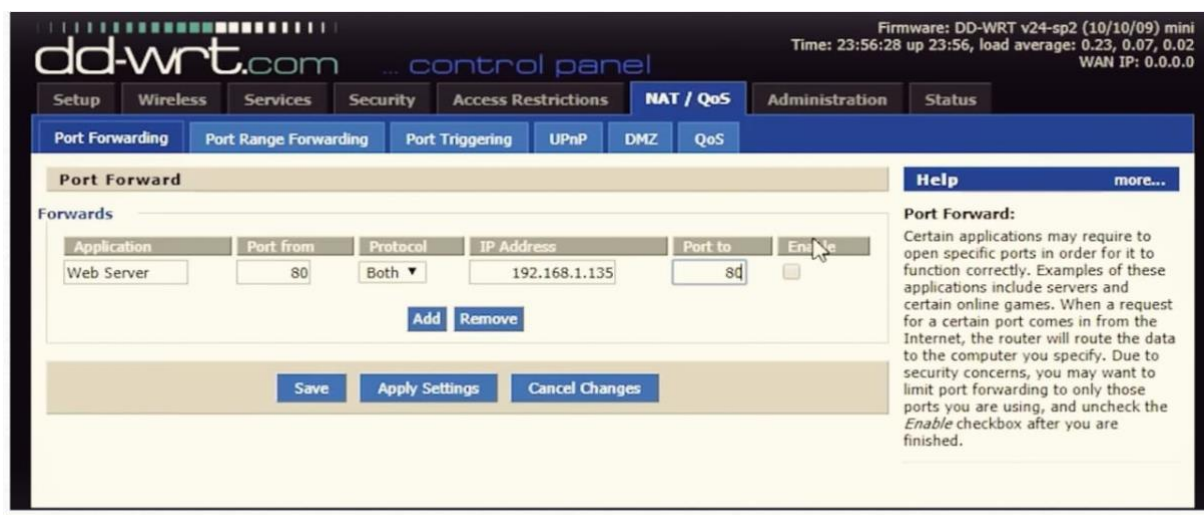 Firmware: DD-WRT v24-sp2 (10/10/09) mini
Time: 23:56:28 up 23:56, load average: 0.23, 0.07, 0.02
WAN IP: 0.0.0.0
dd-wrt.com ... control panel
Setup Wireless Services Security Access Restrictions NAT / QoS Administration Status
Port Forwarding Port Range Forwarding Port Triggering UPnP DMZ QoS
Port Forward
Forwards
Application Port from Protocol IP Address Port to Enable
Web Server 80 Both 192.168.1.135 80
Add Remove
Save Apply Settings Cancel Changes
Help more...
Port Forward:
Certain applications may require to
open specific ports in order for it to
function correctly. Examples of these
applications include servers and
certain online games. When a request
for a certain port comes in from the
Internet, the router will route the data
to the computer you specify. Due to
security concerns, you may want to
limit port forwarding to only those
ports you are using, and uncheck the
Enable checkbox after you are
finished.